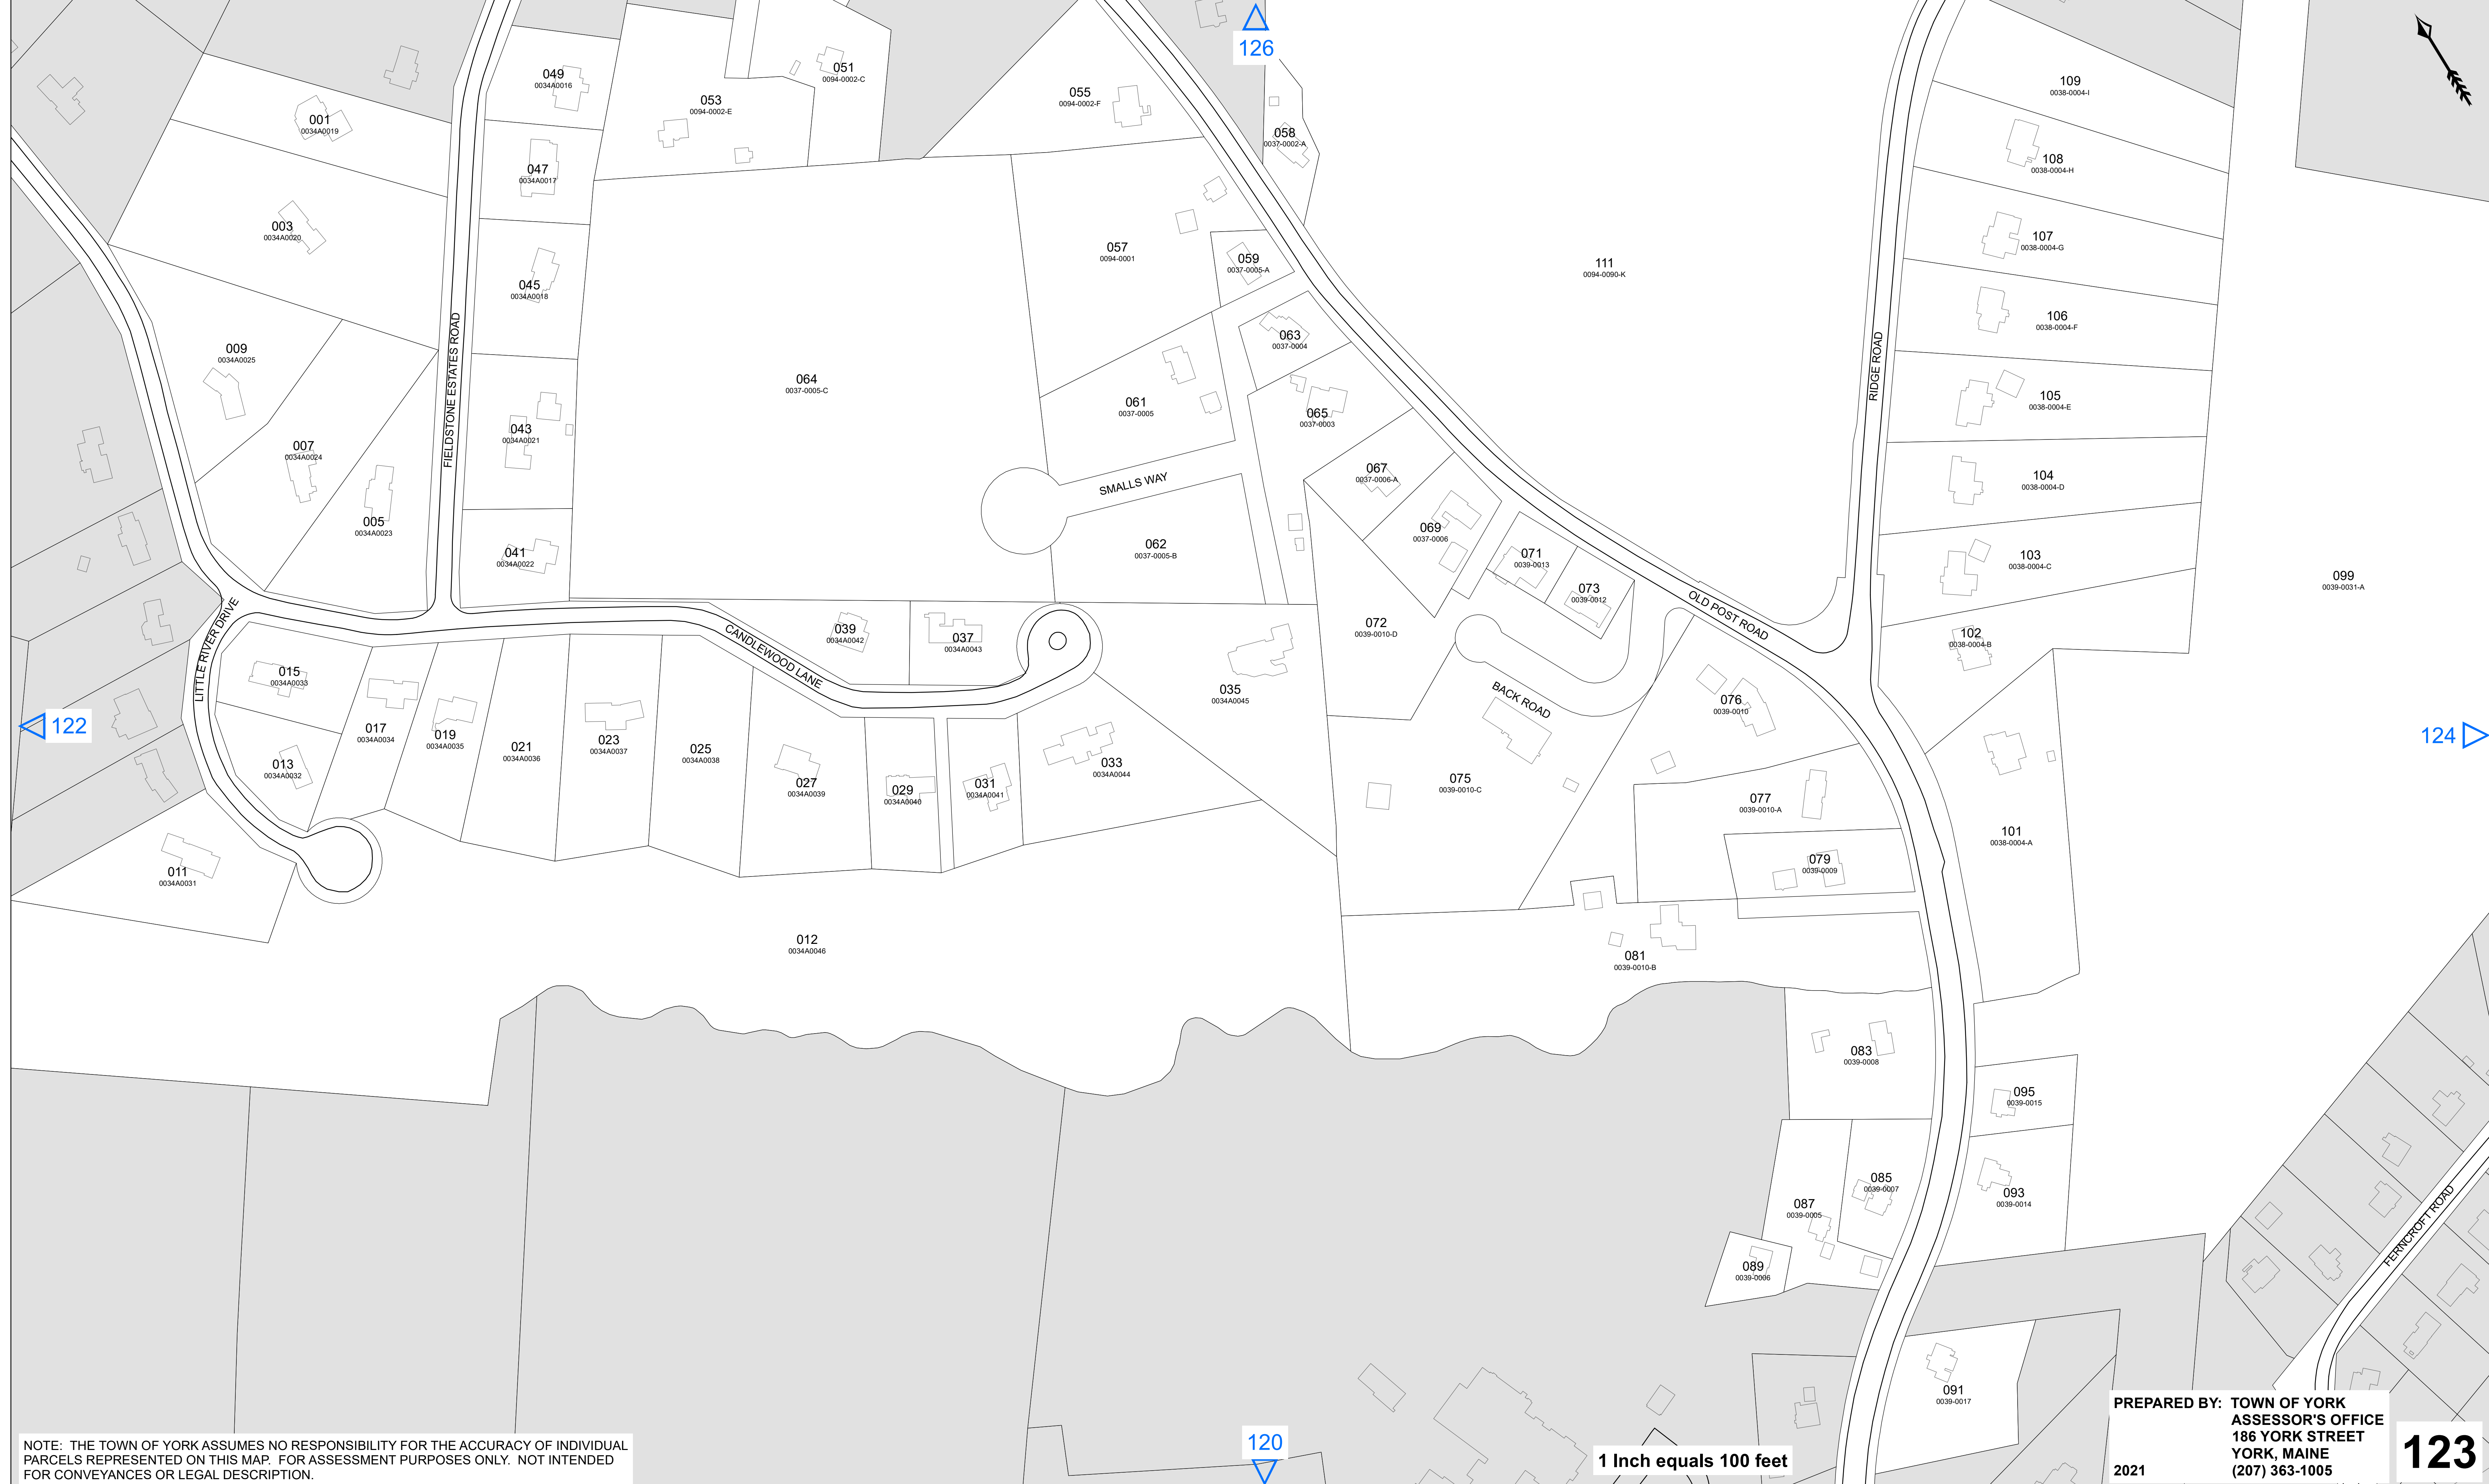 126
049
0034A0016
051
0094-0002-C
053
0094-0002-E
055
0094-0002-F
109
0038-0004-I
001
0034A0019
058
0037-0002-A
108
0038-0004-H
047
0034A0017
003
0034A0020
107
0038-0004-G
057
0094-0001
059
0037-0005-A
111
0094-0090-K
045
0034A0018
106
0038-0004-F
063
0037-0004
009
0034A0025
FIELDSTONE ESTATES ROAD
RIDGE ROAD
064
0037-0005-C
061
0037-0005
065
0037-0003
105
0038-0004-E
043
0034A0021
007
0034A0024
067
0037-0006-A
104
0038-0004-D
SMALLS WAY
005
0034A0023
069
0037-0006
062
0037-0005-B
041
0034A0022
071
0039-0013
103
0038-0004-C
073
0039-0012
099
0039-0031-A
OLD POST ROAD
LITTLE RIVER DRIVE
039
0034A0042
037
0034A0043
072
0039-0010-D
102
0038-0004-B
CANDLEWOOD LANE
015
0034A0033
035
0034A0045
BACK ROAD
076
0039-0010
122
017
0034A0034
019
0034A0035
021
0034A0036
023
0034A0037
025
0034A0038
124
013
0034A0032
033
0034A0044
027
0034A0039
029
0034A0040
031
0034A0041
075
0039-0010-C
077
0039-0010-A
101
0038-0004-A
079
0039-0009
011
0034A0031
012
0034A0046
081
0039-0010-B
083
0039-0008
095
0039-0015
085
0039-0007
093
0039-0014
087
0039-0005
FERNCROFT ROAD
089
0039-0006
091
0039-0017
NOTE: THE TOWN OF YORK ASSUMES NO RESPONSIBILITY FOR THE ACCURACY OF INDIVIDUAL
PARCELS REPRESENTED ON THIS MAP. FOR ASSESSMENT PURPOSES ONLY. NOT INTENDED
FOR CONVEYANCES OR LEGAL DESCRIPTION.
120
1 Inch equals 100 feet
PREPARED BY: TOWN OF YORK
ASSESSOR'S OFFICE
186 YORK STREET
YORK, MAINE
2021 (207) 363-1005
123